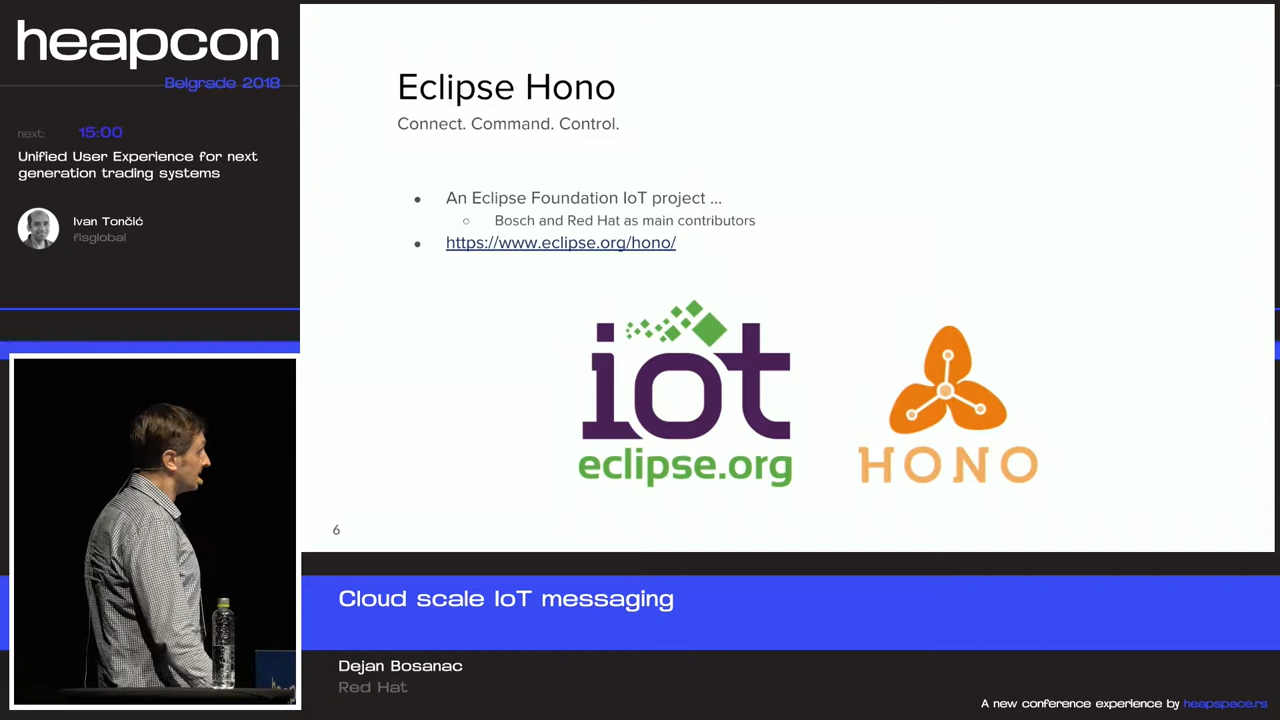 heapcon
Belgrade 2018
next: 15:00
Unified User Experience for next
generation trading systems
Ivan Tončić
fisglobal
Eclipse Hono
Connect. Command. Control.
An Eclipse Foundation IoT project ...
Bosch and Red Hat as main contributors
https://www.eclipse.org/hono/
iot
eclipse.org
HONO
6
Cloud scale IoT messaging
Dejan Bosanac
Red Hat
A new conference experience by heapspace.rs